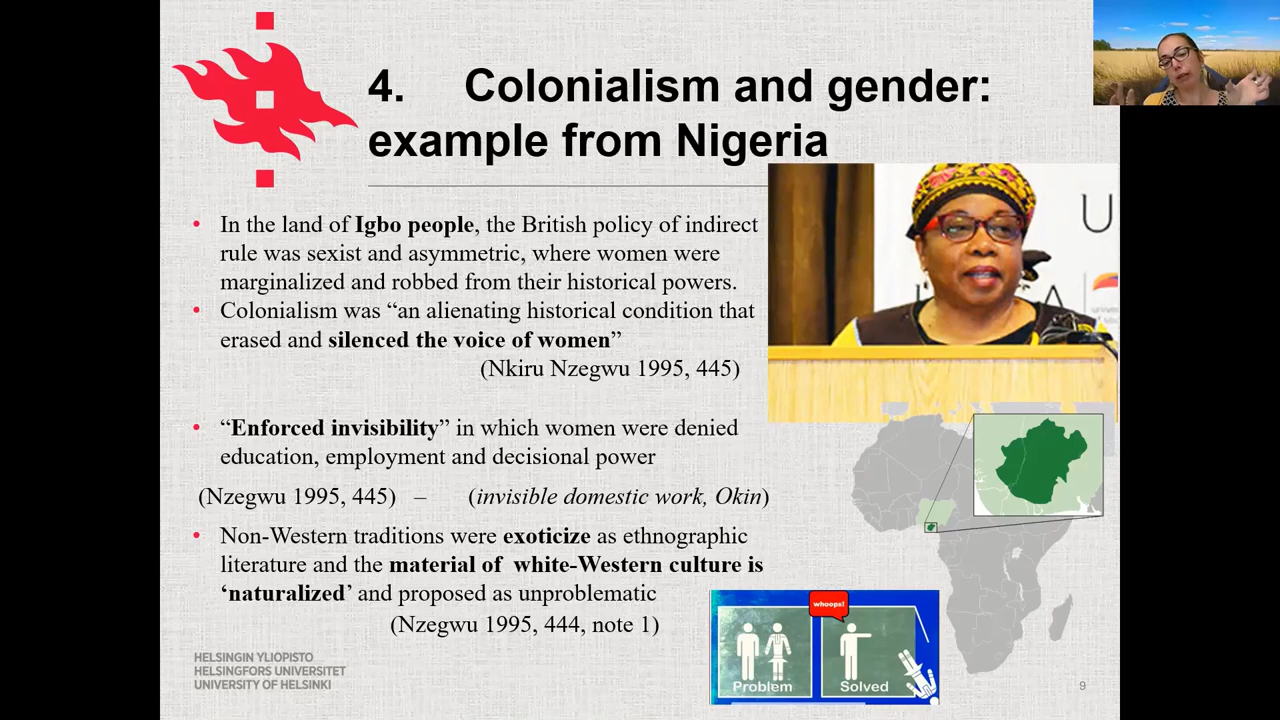 4. Colonialism and gender:
example from Nigeria
• In the land of Igbo people, the British policy of indirect
rule was sexist and asymmetric, where women were
marginalized and robbed from their historical powers.
• Colonialism was “an alienating historical condition that
erased and silenced the voice of women”
(Nkiru Nzegwu 1995, 445)
• “Enforced invisibility” in which women were denied
education, employment and decisional power
(Nzegwu 1995, 445) – (invisible domestic work, Okin)
• Non-Western traditions were exoticize as ethnographic
literature and the material of white-Western culture is
‘naturalized’ and proposed as unproblematic
(Nzegwu 1995, 444, note 1)
U
whoops!
Problem
Solved
HELSINGIN YLIOPISTO
HELSINGFORS UNIVERSITET
UNIVERSITY OF HELSINKI
9